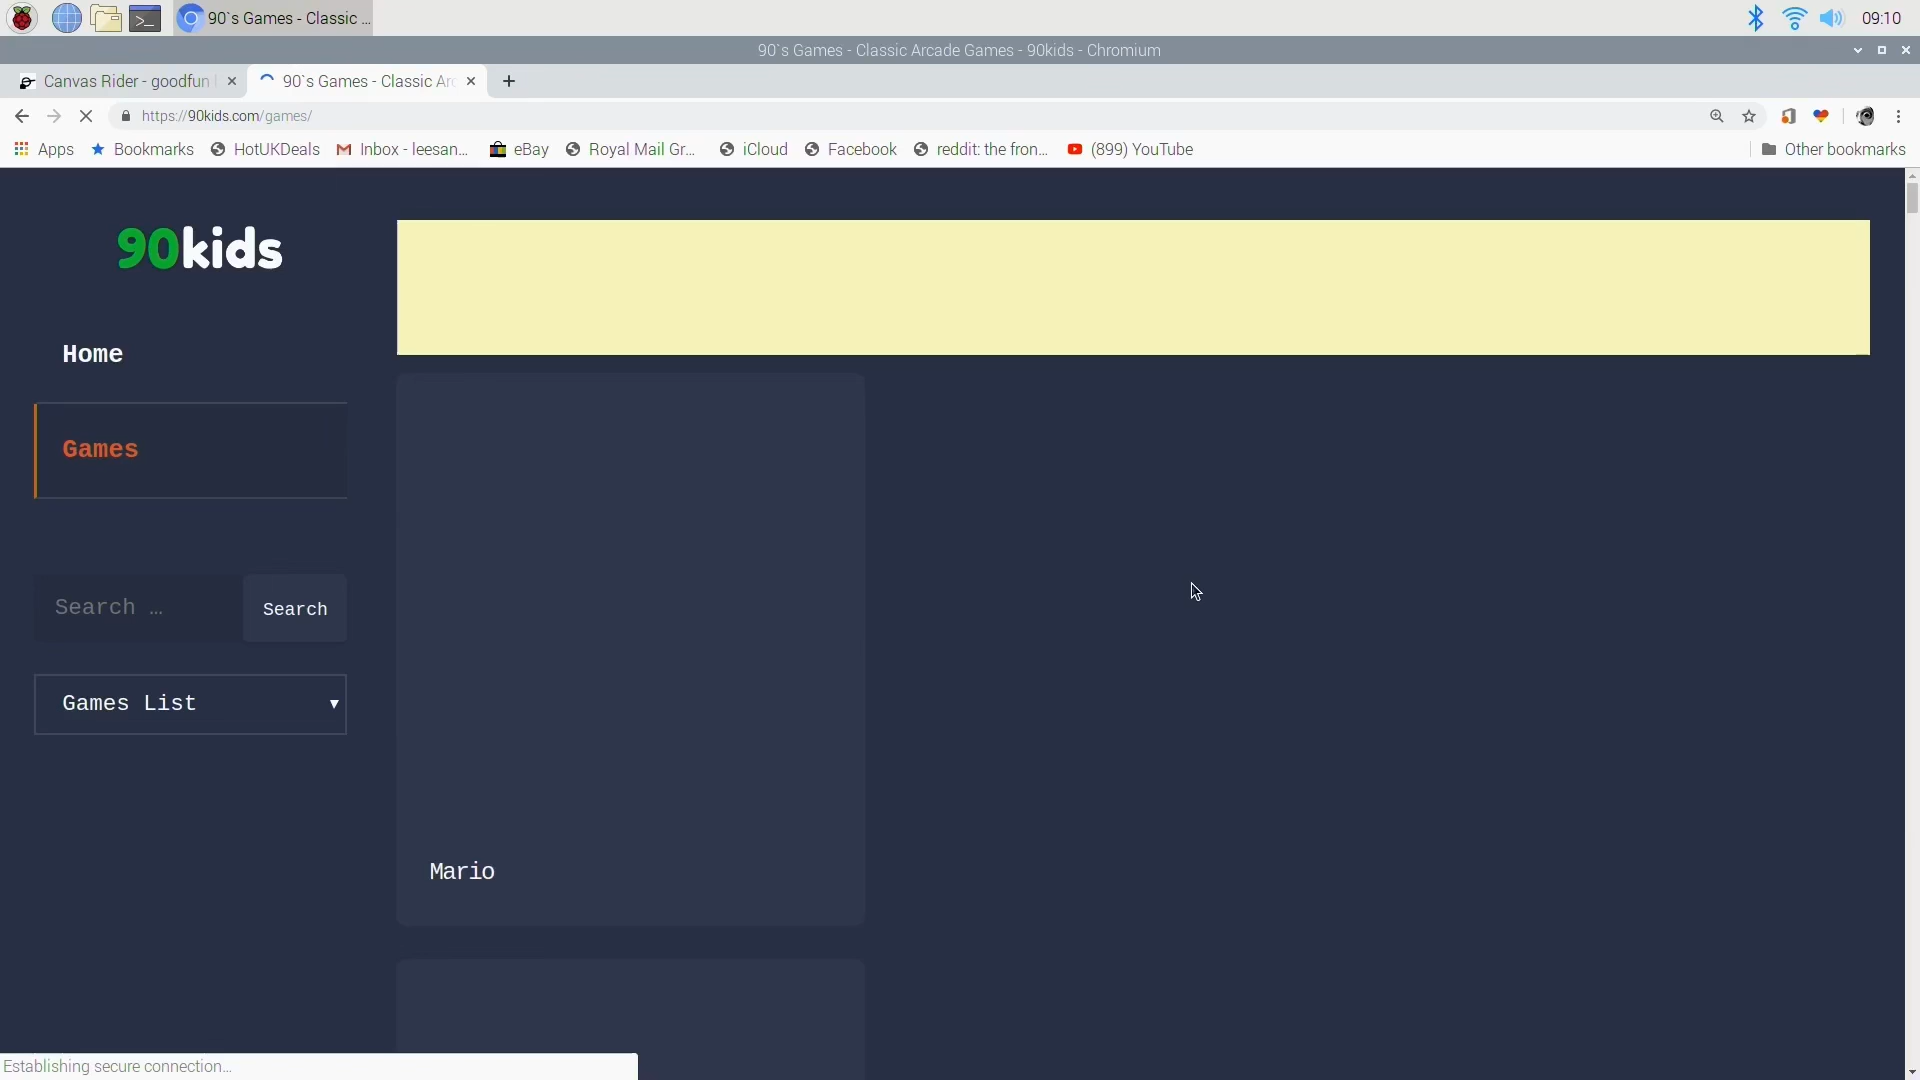 90`s Games - Classic ...
09:10
90`s Games - Classic Arcade Games - 90kids - Chromium
Canvas Rider - goodfun
90`s Games - Classic Arc
https://90kids.com/games/
Apps
Bookmarks
HotUKDeals
Inbox - leesan...
eBay
Royal Mail Gr...
iCloud
Facebook
reddit: the fron...
(899) YouTube
Other bookmarks
90kids
Home
Games
Search …
Search
Games List
Mario
Establishing secure connection...